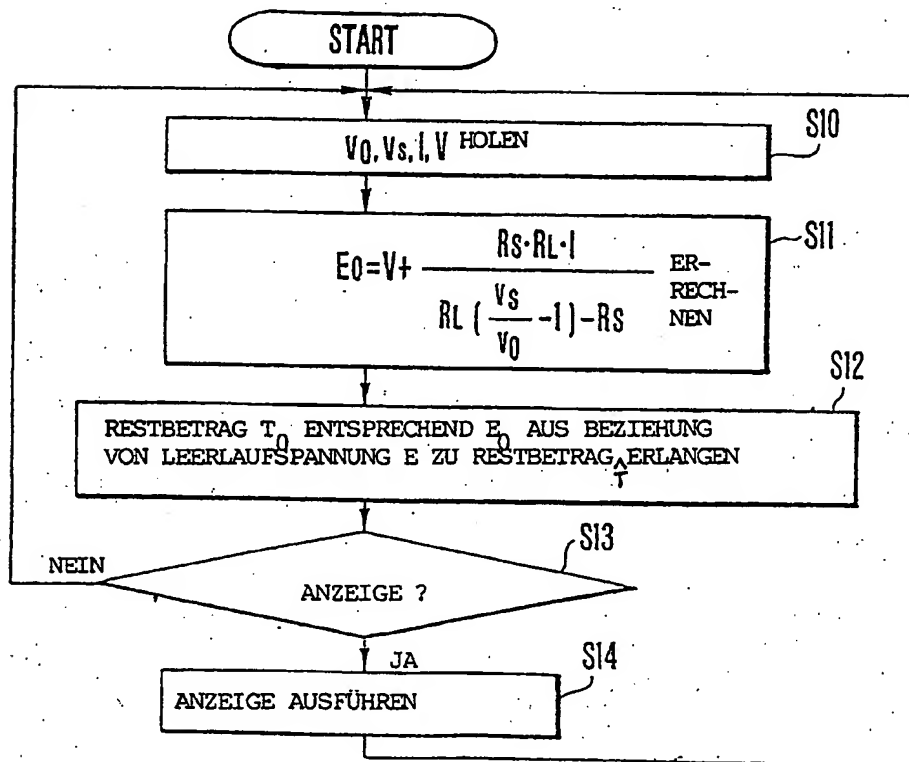 START
V0, Vs, I, V HOLEN
S10
E0=V+ Rs·RL·I / RL (Vs/V0 -1)-Rs
ER-
RECH-
NEN
S11
S12
RESTBETRAG T0 ENTSPRECHEND E0 AUS BEZIEHUNG
VON LEERLAUFSPANNUNG E ZU RESTBETRAG^ERLANGEN
T
S13
NEIN
ANZEIGE ?
JA
S14
ANZEIGE AUSFÜHREN